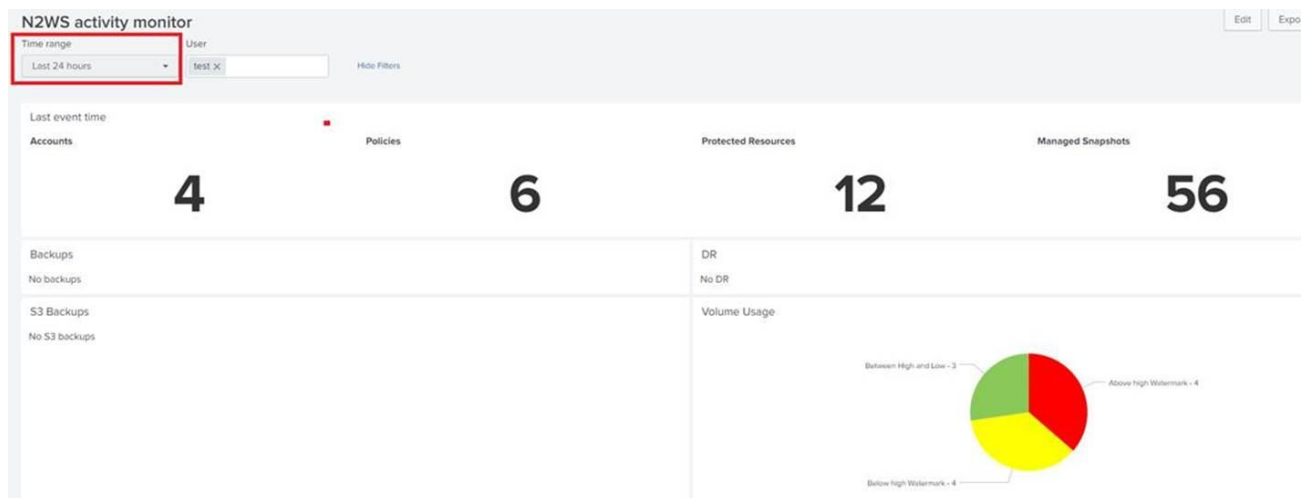 N2WS activity monitor
Edit
Expo
Time range
User
Last 24 hours
test ×
Hide Filters
Last event time
Accounts
Policies
Protected Resources
Managed Snapshots
4
6
12
56
Backups
DR
No backups
No DR
S3 Backups
Volume Usage
No S3 backups
Between High and Low - 3
Above high Watermark - 4
Below high Watermark - 4